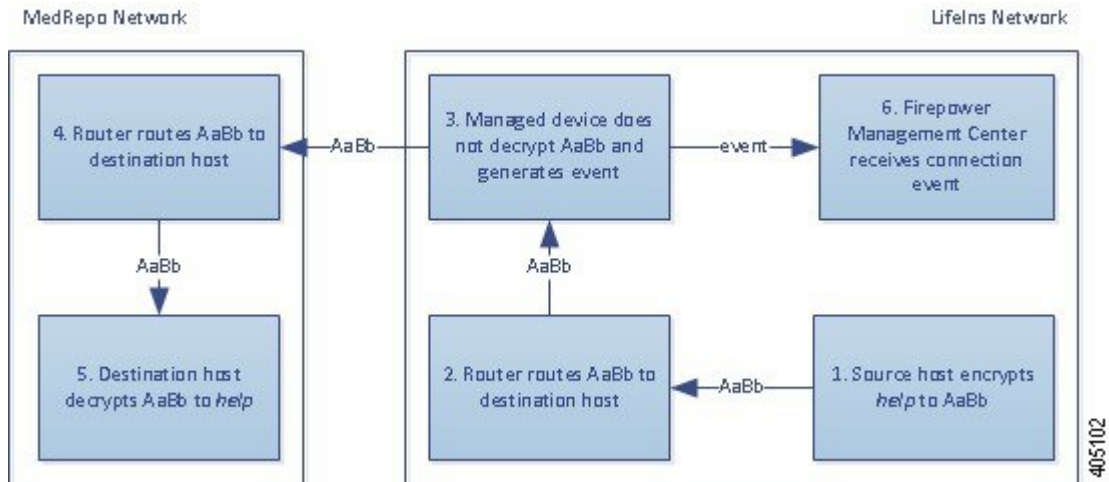 MedRepo Network
LifeIns Network
4. Router routes AaBb to
destination host
AaBb
3. Managed device does
not decrypt AaBb and
generates event
event
6. Firepower
Management Center
receives connection
event
AaBb
AaBb
5. Destination host
decrypts AaBb to help
2. Router routes AaBb to
destination host
AaBb
1. Source host encrypts
help to AaBb
405102